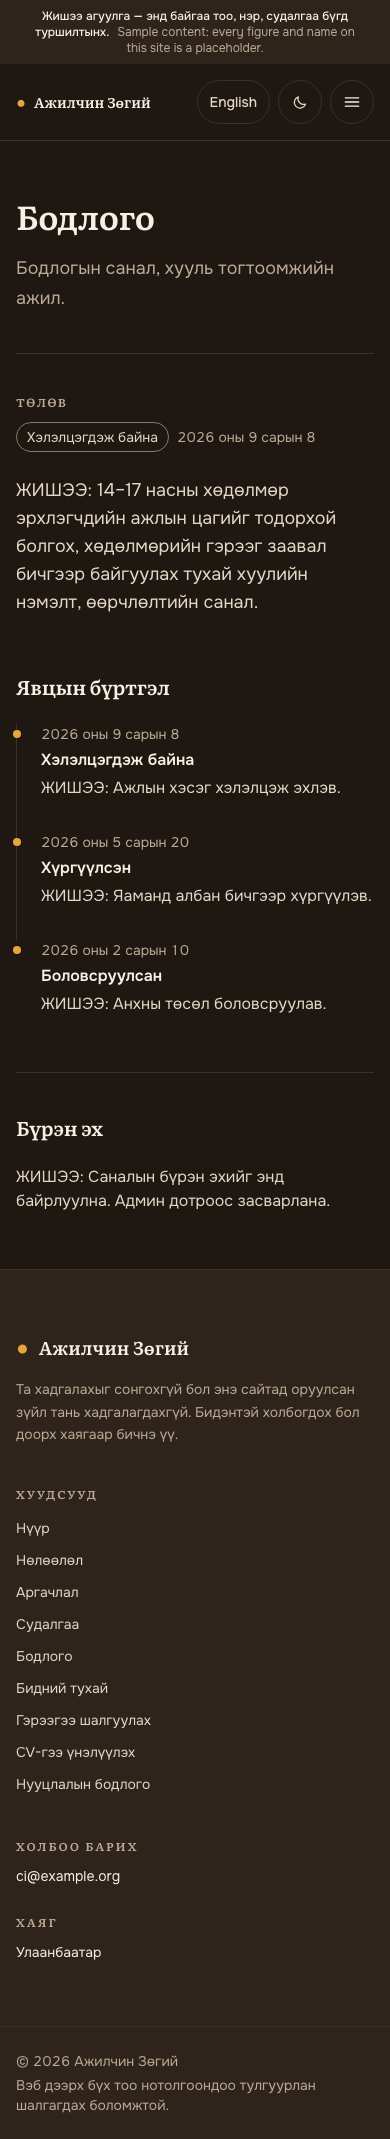 Жишээ агуулга — энд байгаа тоо, нэр, судалгаа бүгд
туршилтынх. Sample content: every figure and name on
this site is a placeholder.
Ажилчин Зөгий
English
Бодлого
Бодлогын санал, хууль тогтоомжийн
ажил.
ТӨЛӨВ
Хэлэлцэгдэж байна 2026 оны 9 сарын 8
ЖИШЭЭ: 14–17 насны хөдөлмөр
эрхлэгчдийн ажлын цагийг тодорхой
болгох, хөдөлмөрийн гэрээг заавал
бичгээр байгуулах тухай хуулийн
нэмэлт, өөрчлөлтийн санал.
Явцын бүртгэл
2026 оны 9 сарын 8
Хэлэлцэгдэж байна
ЖИШЭЭ: Ажлын хэсэг хэлэлцэж эхлэв.
2026 оны 5 сарын 20
Хүргүүлсэн
ЖИШЭЭ: Яаманд албан бичгээр хүргүүлэв.
2026 оны 2 сарын 10
Боловсруулсан
ЖИШЭЭ: Анхны төсөл боловсруулав.
Бүрэн эх
ЖИШЭЭ: Саналын бүрэн эхийг энд
байрлуулна. Админ дотроос засварлана.
Ажилчин Зөгий
Та хадгалахыг сонгохгүй бол энэ сайтад оруулсан
зүйл тань хадгалагдахгүй. Бидэнтэй холбогдох бол
доорх хаягаар бичнэ үү.
ХУУДСУУД
Нүүр
Нөлөөлөл
Аргачлал
Судалгаа
Бодлого
Бидний тухай
Гэрээгээ шалгуулах
CV-гээ үнэлүүлэх
Нууцлалын бодлого
ХОЛБОО БАРИХ
ci@example.org
ХАЯГ
Улаанбаатар
© 2026 Ажилчин Зөгий
Вэб дээрх бүх тоо нотолгоондоо тулгуурлан
шалгагдах боломжтой.